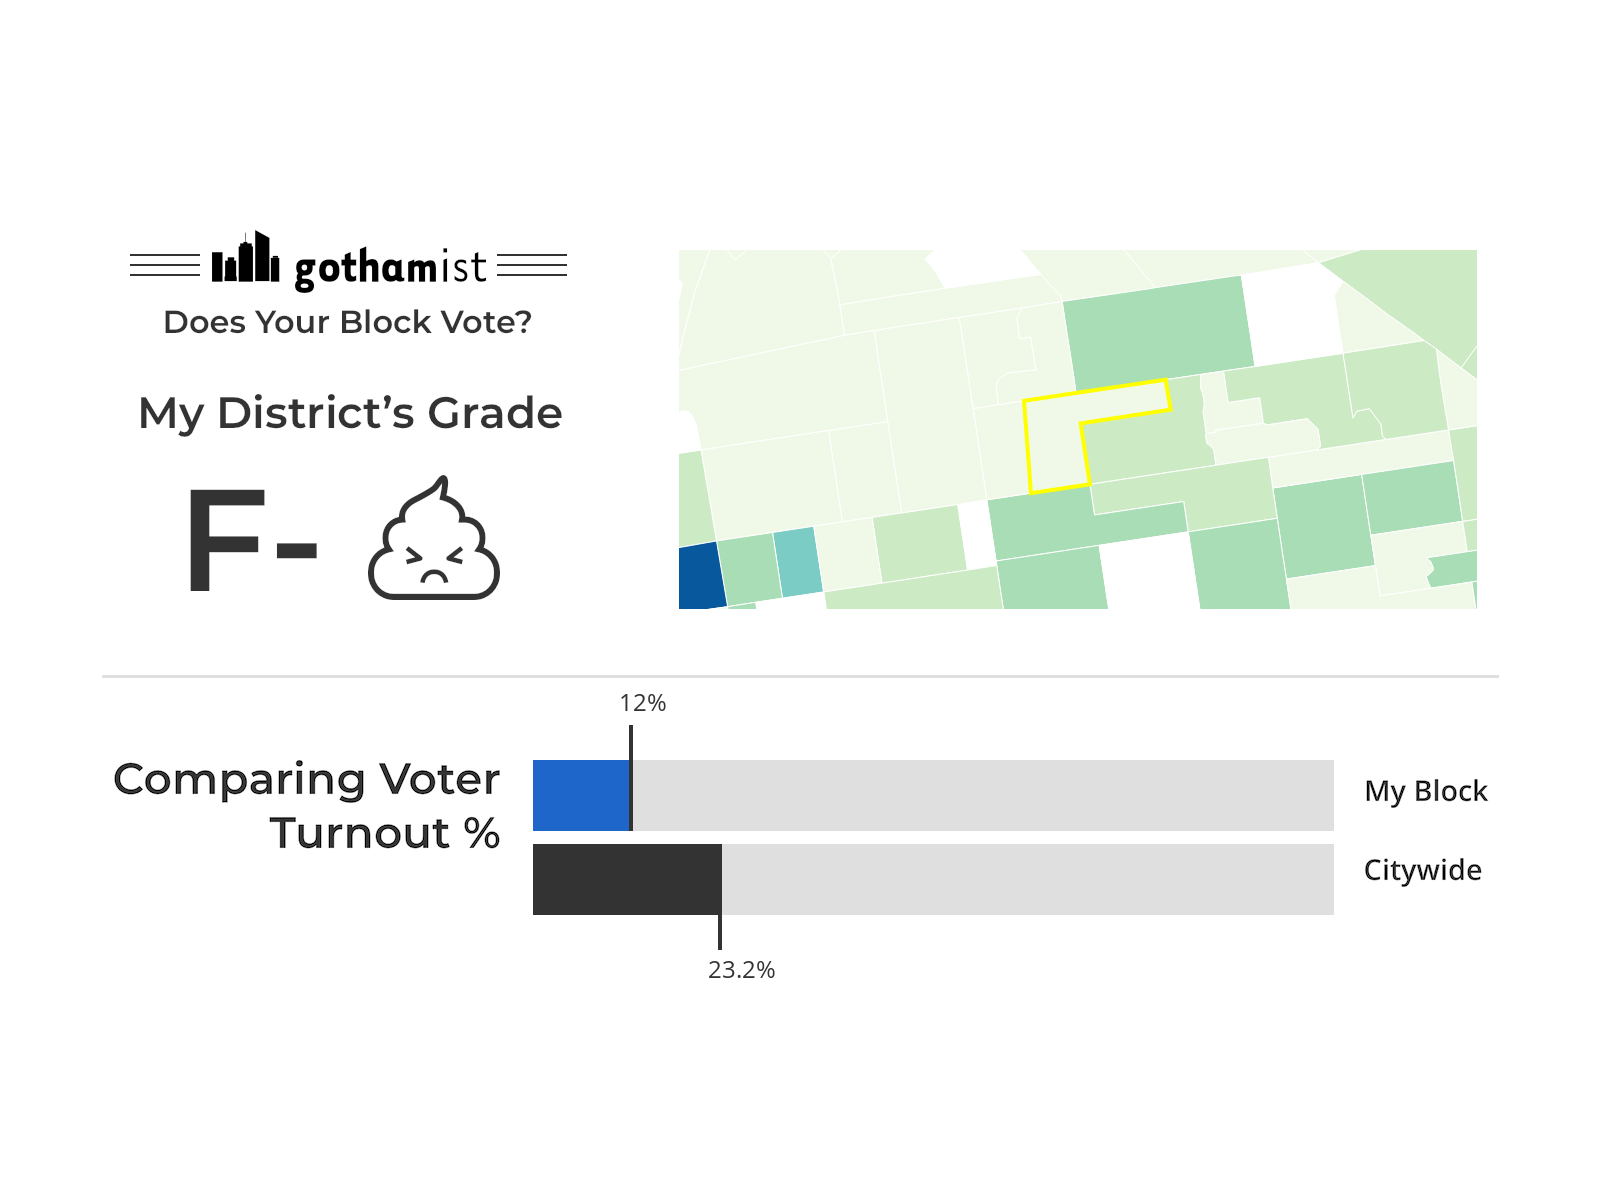 gothamist
Does Your Block Vote?
My District’s Grade
F-
12%
Comparing Voter
Turnout %
My Block
Citywide
23.2%